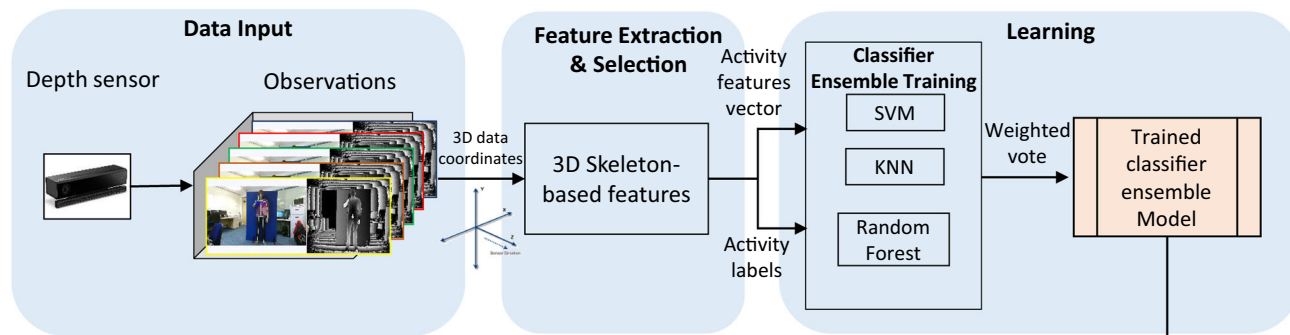 Data Input
Depth sensor
Observations
3D data
coordinates
Y
X
Z
Feature Extraction
& Selection
3D Skeleton-
based features
Activity
features
vector
Activity
labels
Learning
Classifier
Ensemble Training
SVM
KNN
Random
Forest
Weighted
vote
Trained
classifier
ensemble
Model